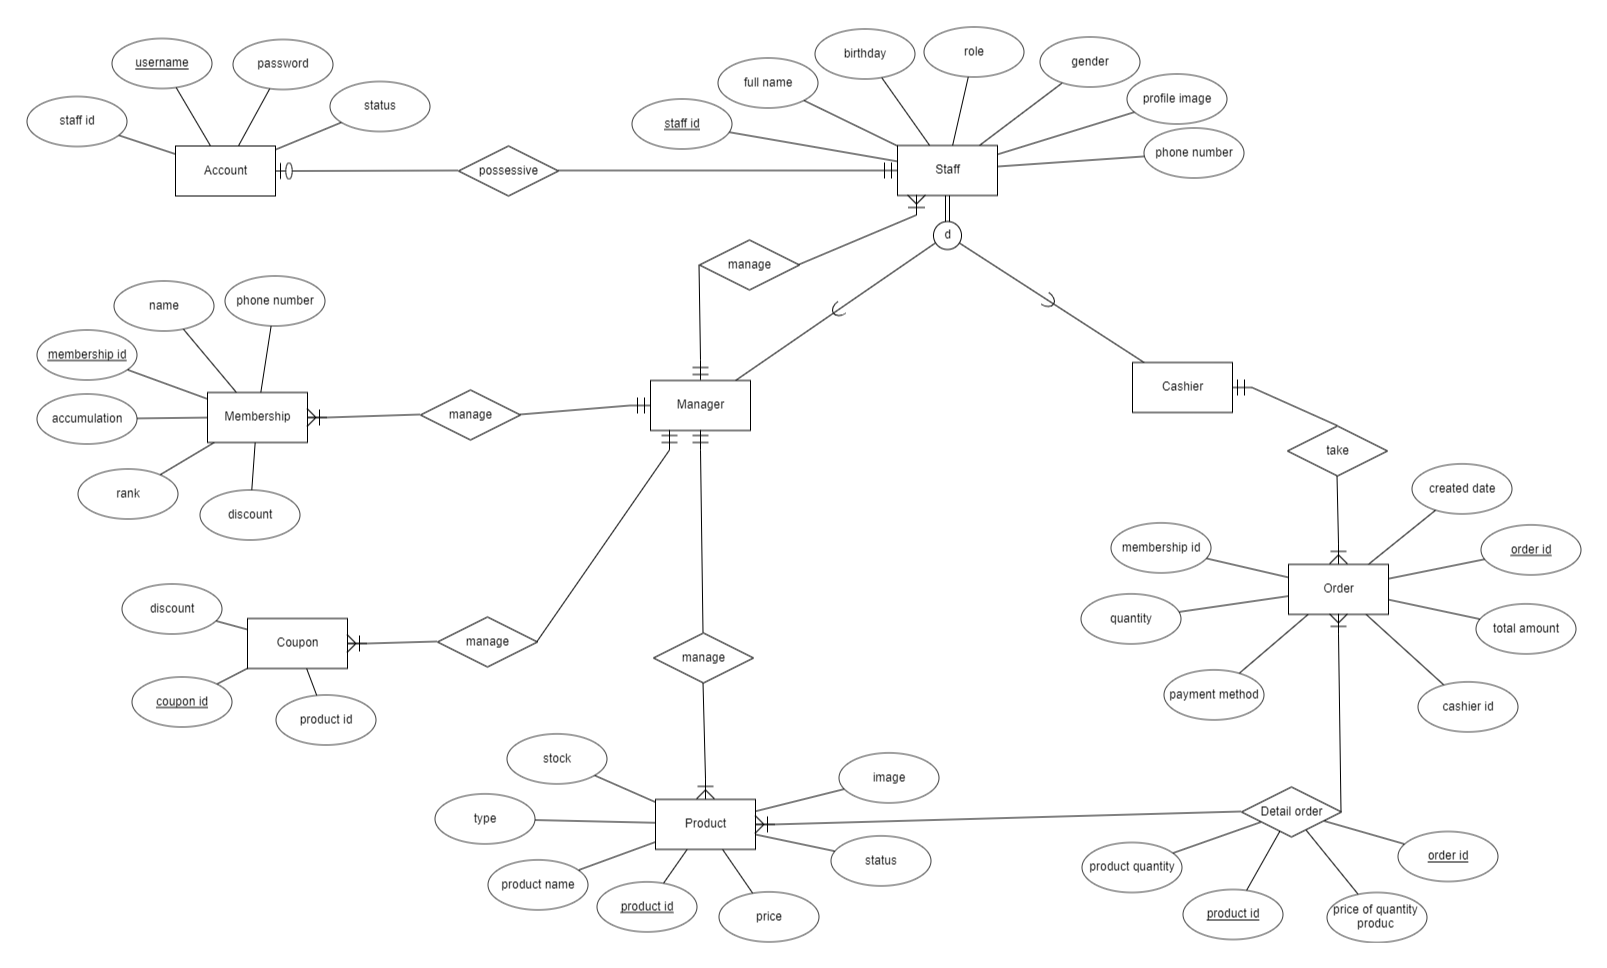 username
password
staff id
status
Account
possessive
full name
birthday
role
gender
profile image
staff id
phone number
Staff
d
manage
name
phone number
membership id
accumulation
Membership
rank
discount
manage
Manager
Cashier
take
created date
membership id
order id
Order
quantity
total amount
payment method
cashier id
discount
Coupon
coupon id
product id
manage
manage
stock
image
type
Product
status
product name
product id
price
Detail order
product quantity
order id
product id
price of quantity
produc